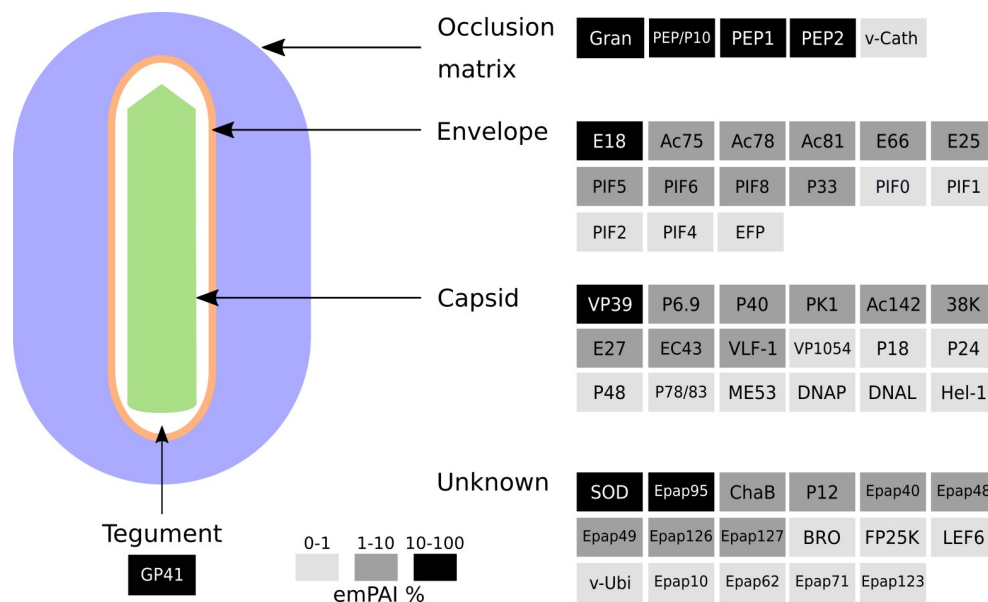 Occlusion
matrix
Gran PEP/P10 PEP1 PEP2 v-Cath
Envelope
E18 Ac75 Ac78 Ac81 E66 E25
PIF5 PIF6 PIF8 P33 PIF0 PIF1
PIF2 PIF4 EFP
Capsid
VP39 P6.9 P40 PK1 Ac142 38K
E27 EC43 VLF-1 VP1054 P18 P24
P48 P78/83 ME53 DNAP DNAL Hel-1
Unknown
SOD Epap95 ChaB P12 Epap40 Epap48
Epap49 Epap126 Epap127 BRO FP25K LEF6
v-Ubi Epap10 Epap62 Epap71 Epap123
Tegument
GP41
0-1 1-10 10-100
emPAI %